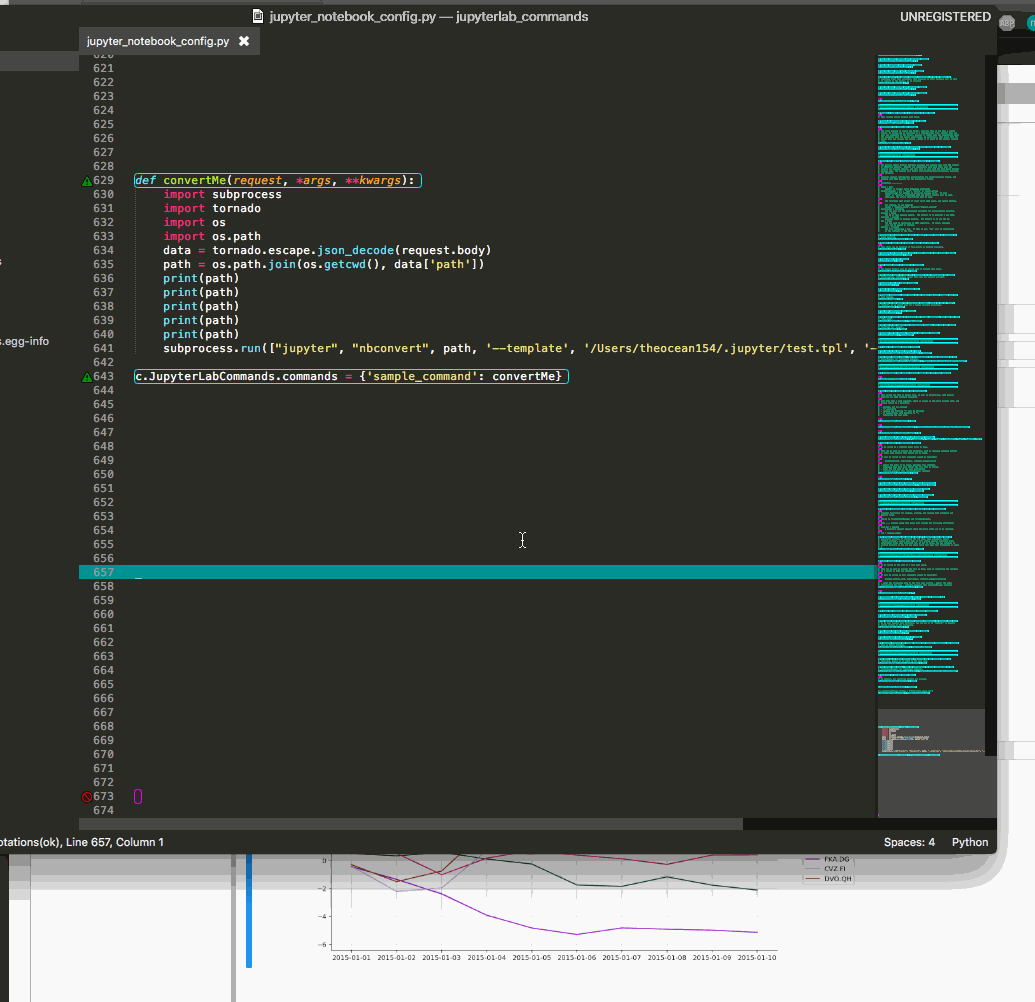 jupyter_notebook_config.py — jupyterlab_commands
UNREGISTERED
ABP
jupyter_notebook_config.py ✖
620
621
622
623
624
625
626
627
628
629 def convertMe(request, *args, **kwargs):
630 import subprocess
631 import tornado
632 import os
633 import os.path
634 data = tornado.escape.json_decode(request.body)
635 path = os.path.join(os.getcwd(), data['path'])
636 print(path)
637 print(path)
638 print(path)
639 print(path)
640 print(path)
641 subprocess.run(["jupyter", "nbconvert", path, '--template', '/Users/theocean154/.jupyter/test.tpl', '-
642
643 c.JupyterLabCommands.commands = {'sample_command': convertMe}
644
645
646
647
648
649
650
651
652
653
654
655
656
657
658
659
660
661
662
663
664
665
666
667
668
669
670
671
672
673
674
s
s.egg-info
otations(ok), Line 657, Column 1
Spaces: 4 Python
0
−2
−4
−6
2015-01-01 2015-01-02 2015-01-03 2015-01-04 2015-01-05 2015-01-06 2015-01-07 2015-01-08 2015-01-09 2015-01-10
FKA.DG
CVZ.FI
DVO.QH